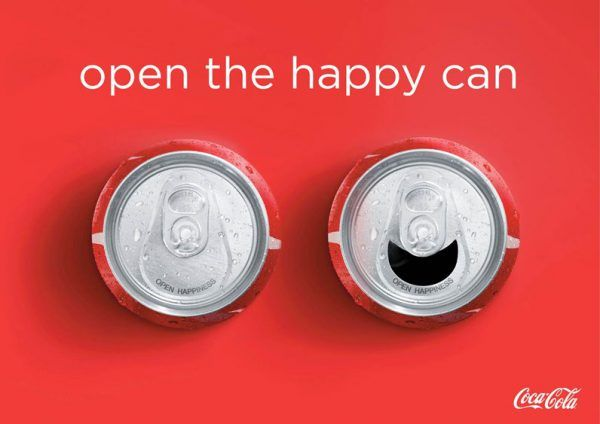 open the happy can
OPEN HAPPINESS
OPEN HAPPINESS
Coca-Cola